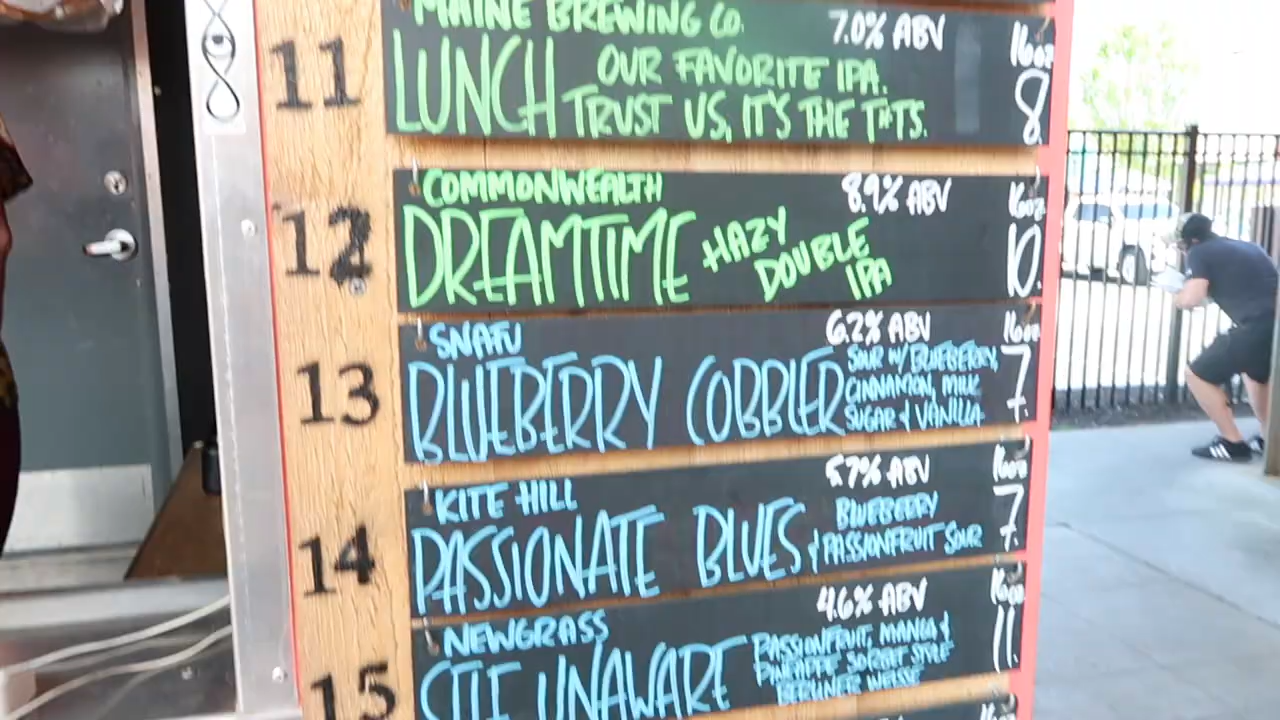 11
MAINE BREWING CO.
7.0% ABV
16oz
LUNCH
OUR FAVORITE IPA.
TRUST US, IT'S THE T*TS.
8
12
COMMONWEALTH
8.9% ABV
16oz
DREAMTIME
HAZY
DOUBLE
IPA
10.
13
SNAFU
6.2% ABV
16oz
BLUEBERRY COBBLER
SOUR W/ BLUEBERRY,
CINNAMON, MILK
SUGAR & VANILLA
7.
14
KITE HILL
5.7% ABV
16oz
PASSIONATE BLUES
BLUEBERRY
& PASSIONFRUIT SOUR
7.
15
NEWGRASS
4.6% ABV
16oz
UNAWARE
PASSIONFRUIT, MANGO &
PINEAPPLE SORBET STYLE
BERLINER WEISSE
11.
16oz